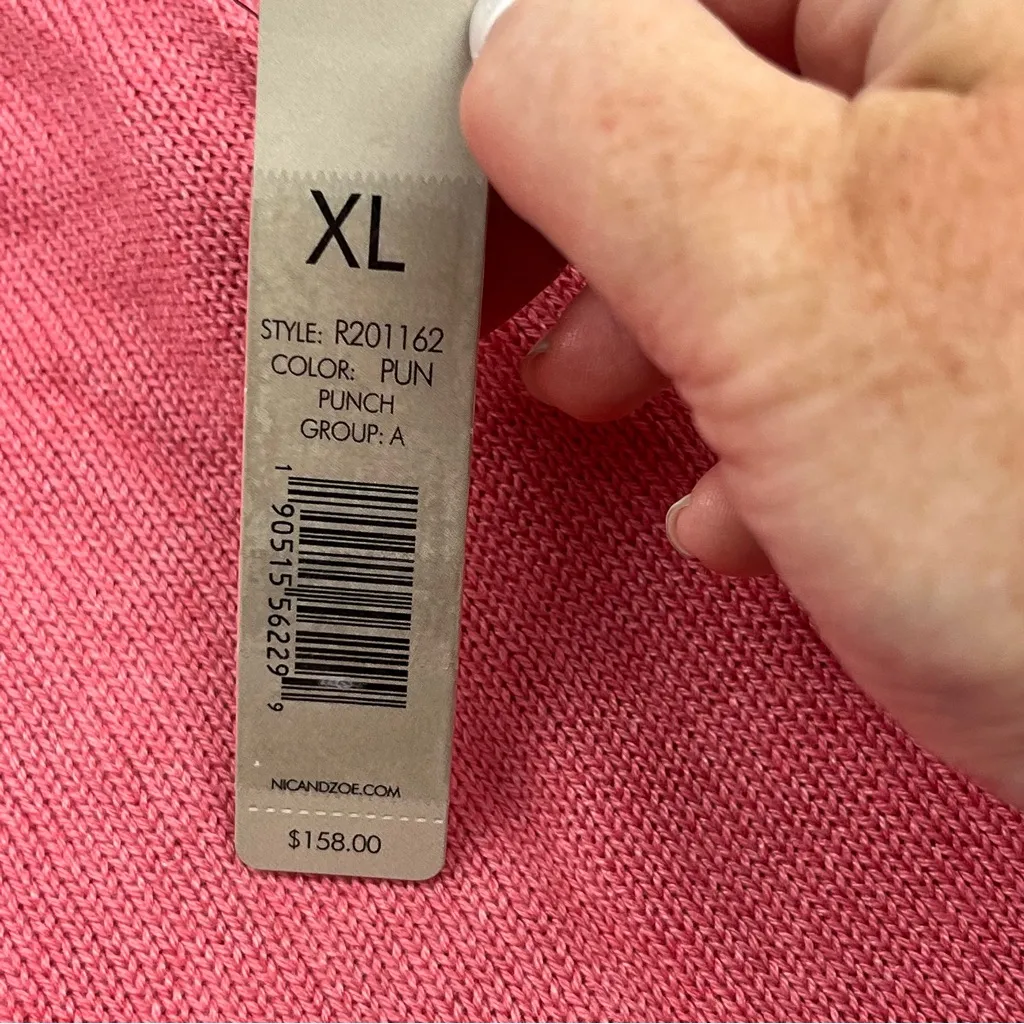 XL
STYLE: R201162
COLOR: PUN
PUNCH
GROUP: A
1 90515 56229 9
NICANDZOE.COM
$158.00